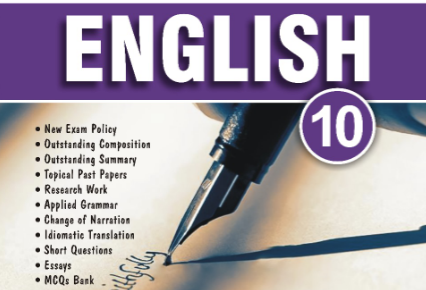 ENGLISH
10
• New Exam Policy
• Outstanding Composition
• Outstanding Summary
• Topical Past Papers
• Research Work
• Applied Grammar
• Change of Narration
• Idiomatic Translation
• Short Questions
• Essays
• MCQs Bank